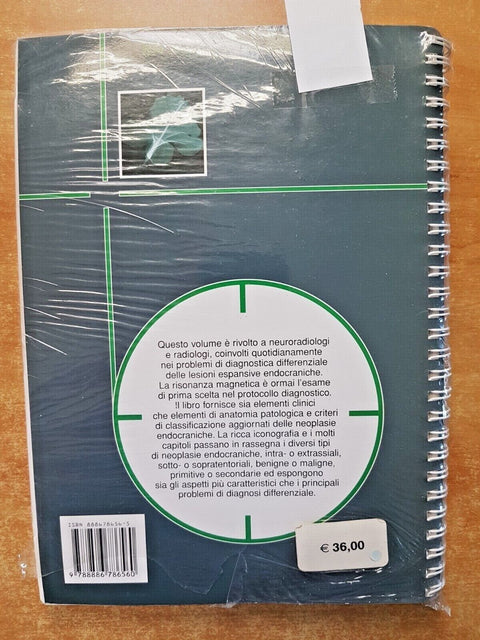 Questo volume è rivolto a neuroradiologi
e radiologi, coinvolti quotidianamente
nei problemi di diagnostica differenziale
delle lesioni espansive endocraniche.
La risonanza magnetica è ormai l'esame
di prima scelta nel protocollo diagnostico.
Il libro fornisce sia elementi clinici
che elementi di anatomia patologica e criteri
di classificazione aggiornati delle neoplasie
endocraniche. La ricca iconografia e i molti
capitoli passano in rassegna i diversi tipi
di neoplasie endocraniche, intra- o extrassiali,
sotto- o sopratentoriali, benigne o maligne,
primitive o secondarie ed espongono
sia gli aspetti più caratteristici che i principali
problemi di diagnosi differenziale.
ISBN 888678656-5
9 788886 786560
€ 36,00